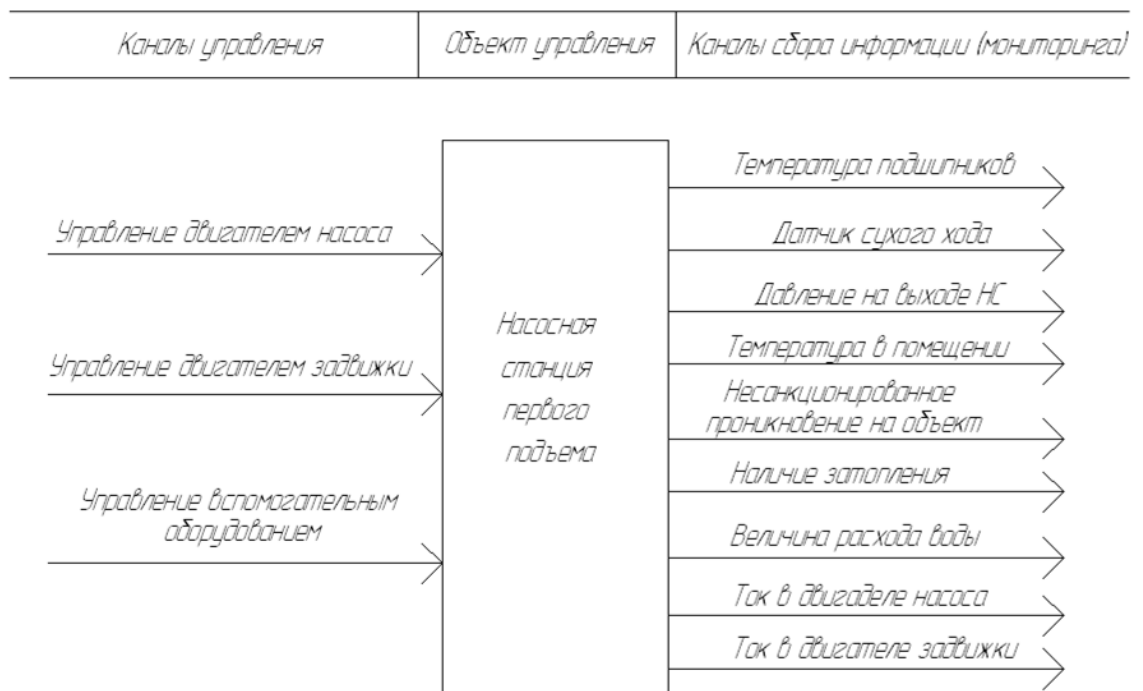 Каналы управления
Объект управления
Каналы сбора информации (мониторинга)
Управление двигателем насоса
Управление двигателем задвижки
Управление вспомогательным
оборудованием
Насосная
станция
первого
подъема
Температура подшипников
Датчик сухого хода
Давление на выходе НС
Температура в помещении
Несанкционированное
проникновение на объект
Наличие затопления
Величина расхода воды
Ток в двигаделе насоса
Ток в двигателе задвижки